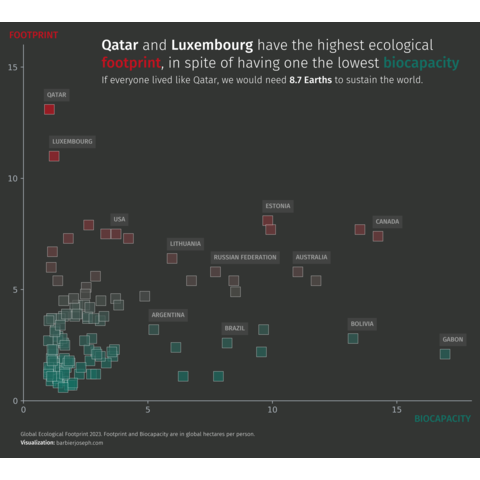 FOOTPRINT
Qatar and Luxembourg have the highest ecological
footprint, in spite of having one the lowest biocapacity
If everyone lived like Qatar, we would need 8.7 Earths to sustain the world.
15
QATAR
LUXEMBOURG
10
ESTONIA
USA
CANADA
LITHUANIA
RUSSIAN FEDERATION
AUSTRALIA
5
ARGENTINA
BRAZIL
BOLIVIA
GABON
0
0
5
10
15
BIOCAPACITY
Global Ecological Footprint 2023. Footprint and Biocapacity are in global hectares per person.
Visualization: barbierjoseph.com